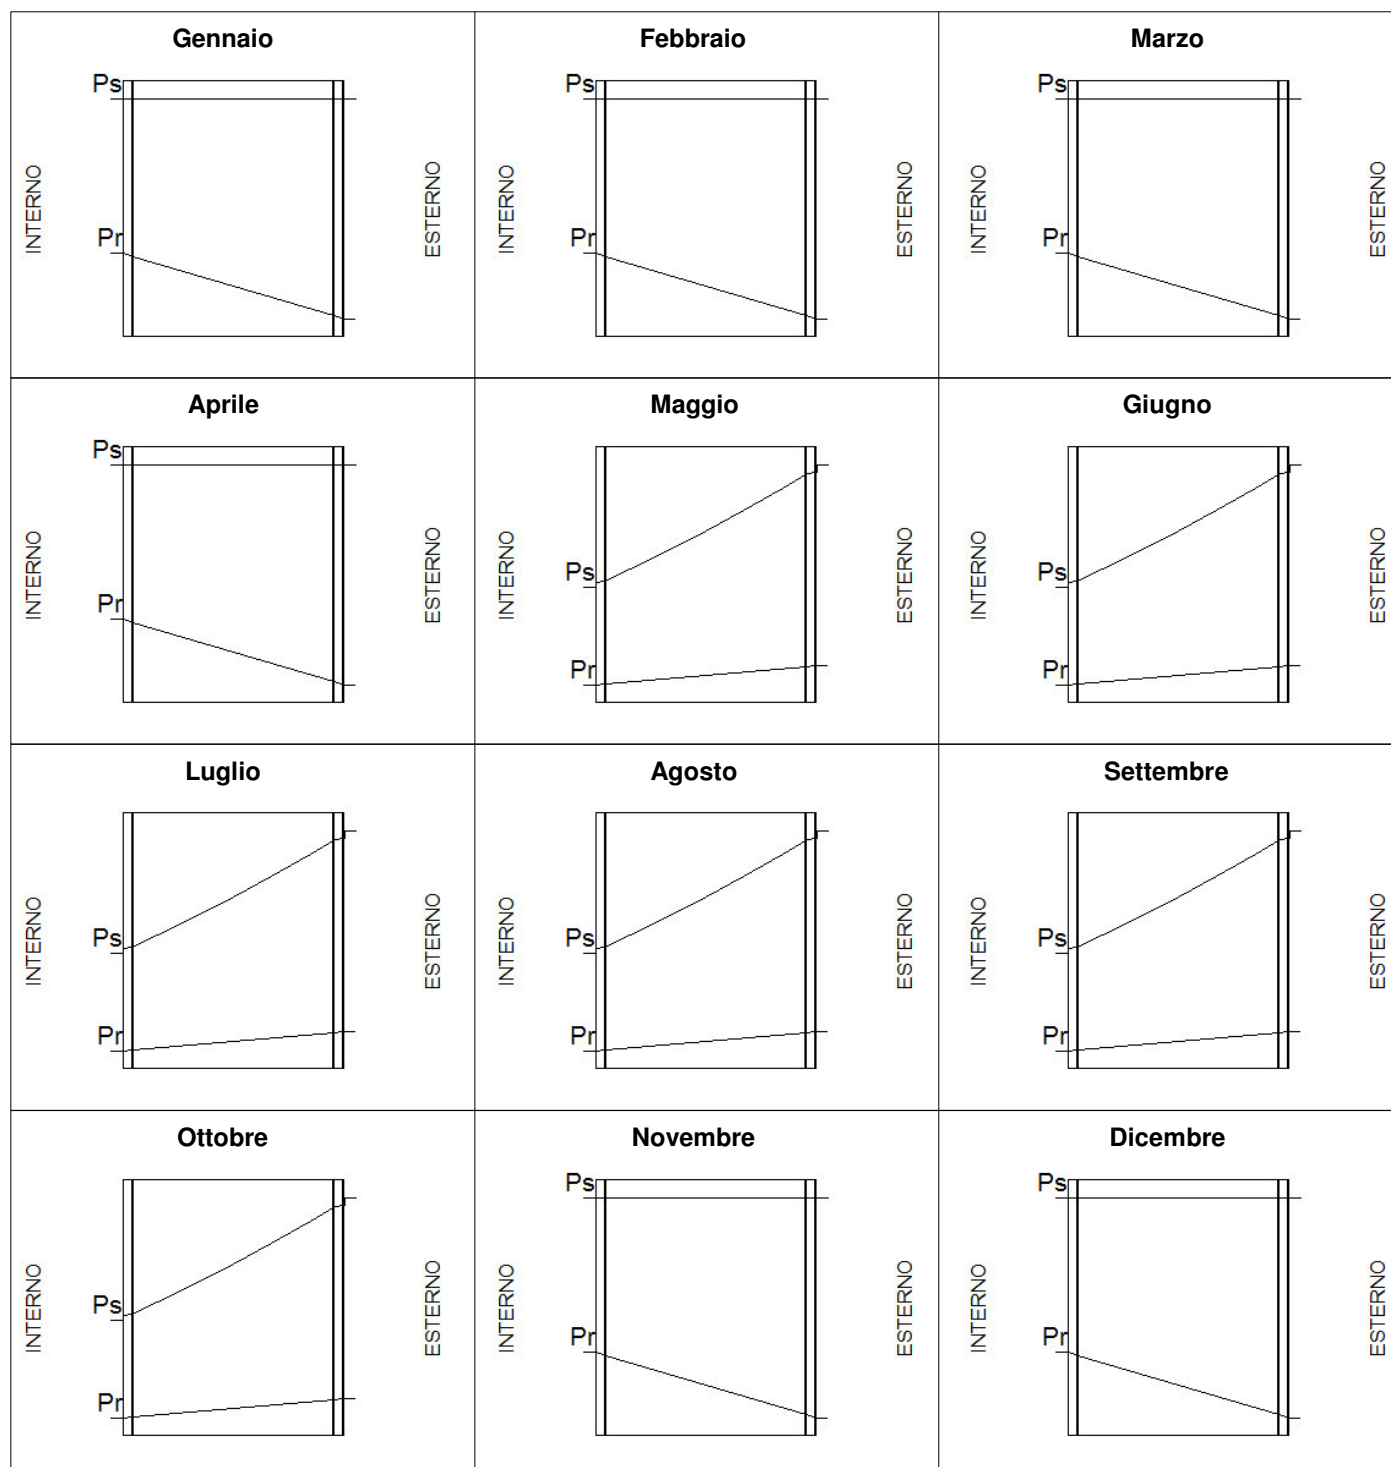 Gennaio
Ps
Pr
INTERNO
ESTERNO
Febbraio
Ps
Pr
INTERNO
ESTERNO
Marzo
Ps
Pr
INTERNO
ESTERNO
Aprile
Ps
Pr
INTERNO
ESTERNO
Maggio
Ps
Pr
INTERNO
ESTERNO
Giugno
Ps
Pr
INTERNO
ESTERNO
Luglio
Ps
Pr
INTERNO
ESTERNO
Agosto
Ps
Pr
INTERNO
ESTERNO
Settembre
Ps
Pr
INTERNO
ESTERNO
Ottobre
Ps
Pr
INTERNO
ESTERNO
Novembre
Ps
Pr
INTERNO
ESTERNO
Dicembre
Ps
Pr
INTERNO
ESTERNO